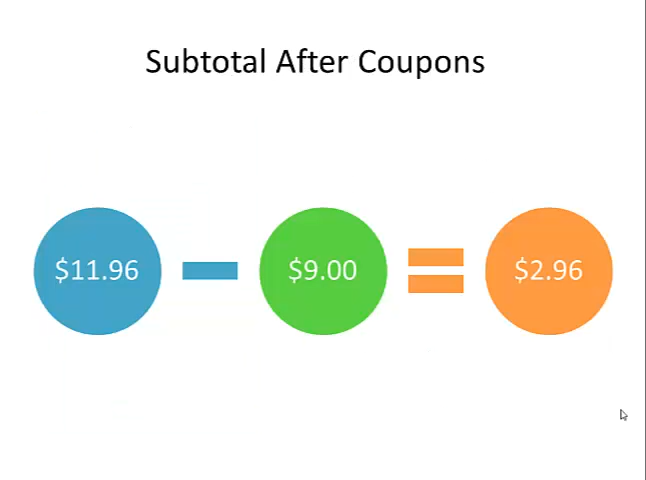 Subtotal After Coupons
$11.96 - $9.00 = $2.96